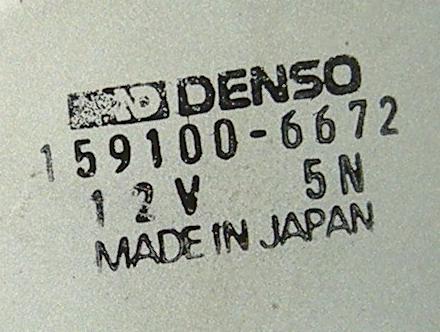 ND DENSO
159100-6672
12V 5N
MADE IN JAPAN